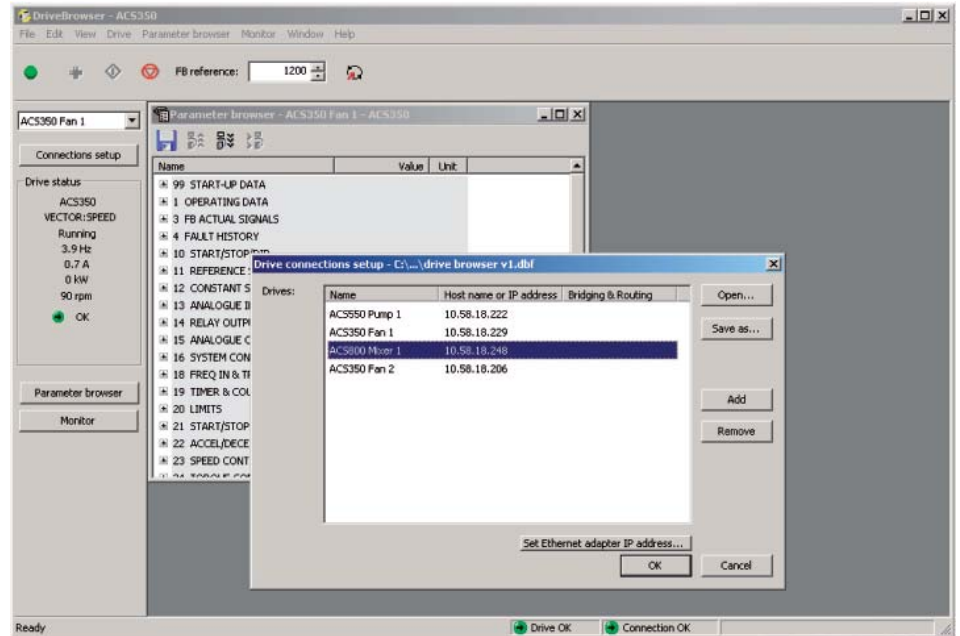 DriveBrowser - ACS350
File Edit View Drive Parameter browser Monitor Window Help
FB reference: 1200
ACS350 Fan 1
Connections setup
Drive status
ACS350
VECTOR:SPEED
Running
3.9 Hz
0.7 A
0 kW
90 rpm
OK
Parameter browser
Monitor
Parameter browser - ACS350 Fan 1 - ACS350
Name Value Unit
99 START-UP DATA
1 OPERATING DATA
3 FB ACTUAL SIGNALS
4 FAULT HISTORY
10 START/STOP/DIR
11 REFERENCE
12 CONSTANT S
13 ANALOGUE I
14 RELAY OUTP
15 ANALOGUE C
16 SYSTEM CON
18 FREQ IN & T
19 TIMER & COU
20 LIMITS
21 START/STOP
22 ACCEL/DECE
23 SPEED CONT
Drive connections setup - C:\...\drive browser v1.dbf
Drives:
Name Host name or IP address Bridging & Routing
ACS550 Pump 1 10.58.18.222
ACS350 Fan 1 10.58.18.229
ACS800 Mixer 1 10.58.18.248
ACS350 Fan 2 10.58.18.206
Open...
Save as...
Add
Remove
Set Ethernet adapter IP address...
OK Cancel
Ready Drive OK Connection OK